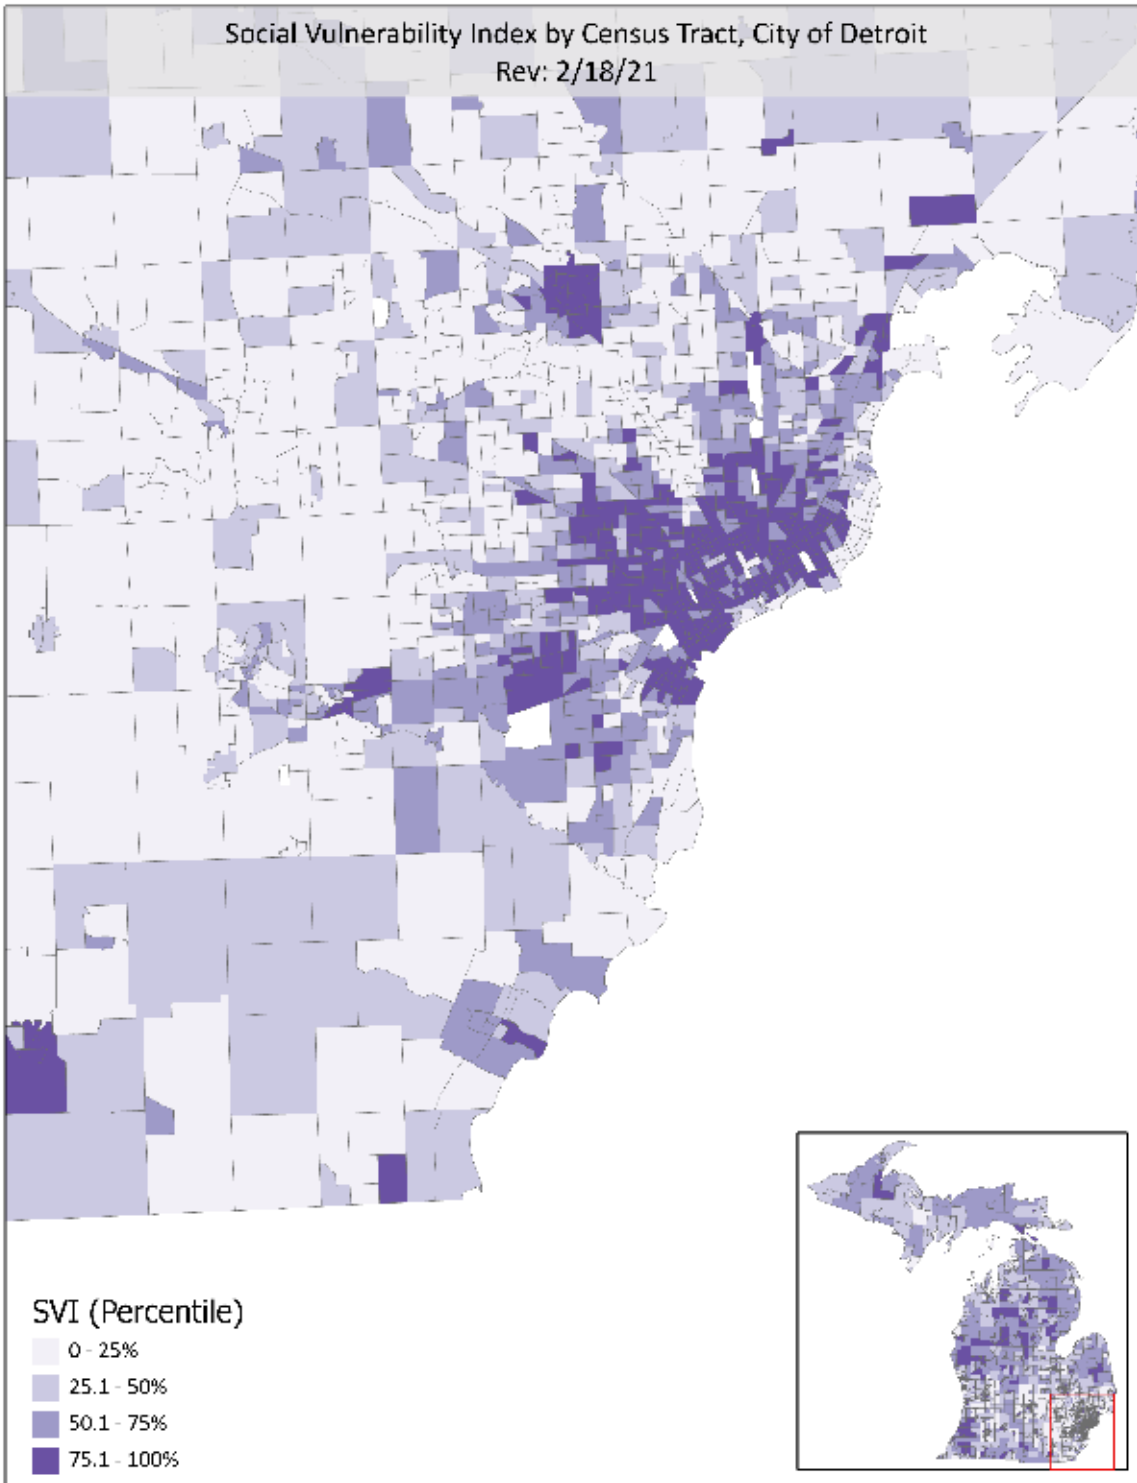 Social Vulnerability Index by Census Tract, City of Detroit
Rev: 2/18/21
SVI (Percentile)
0 - 25%
25.1 - 50%
50.1 - 75%
75.1 - 100%